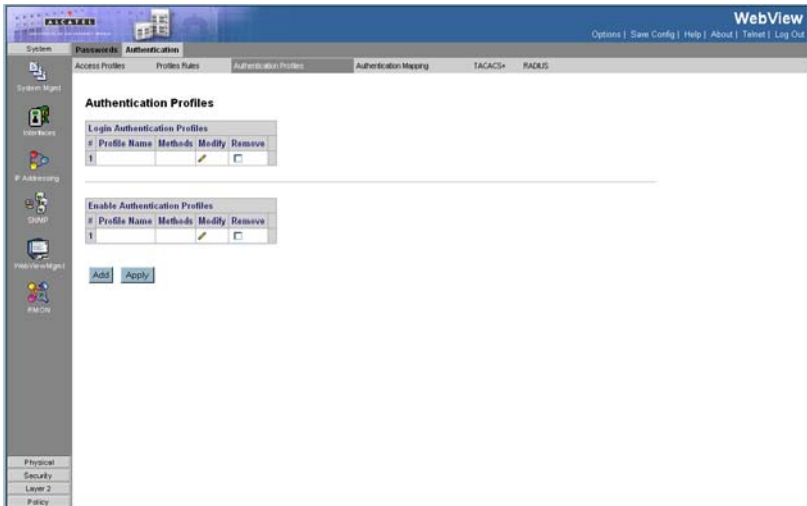 ALCATEL
WebView
Options | Save Config | Help | About | Telnet | Log Out
System
Passwords Authentication
Access Profiles Profiles Rules Authentication Profiles Authentication Mapping TACACS+ RADIUS
System Mgmt
Interfaces
IP Addressing
SNMP
WebViewMgmt
RMON
Authentication Profiles
Login Authentication Profiles
# Profile Name Methods Modify Remove
1
Enable Authentication Profiles
# Profile Name Methods Modify Remove
1
Add Apply
Physical
Security
Layer 2
Policy